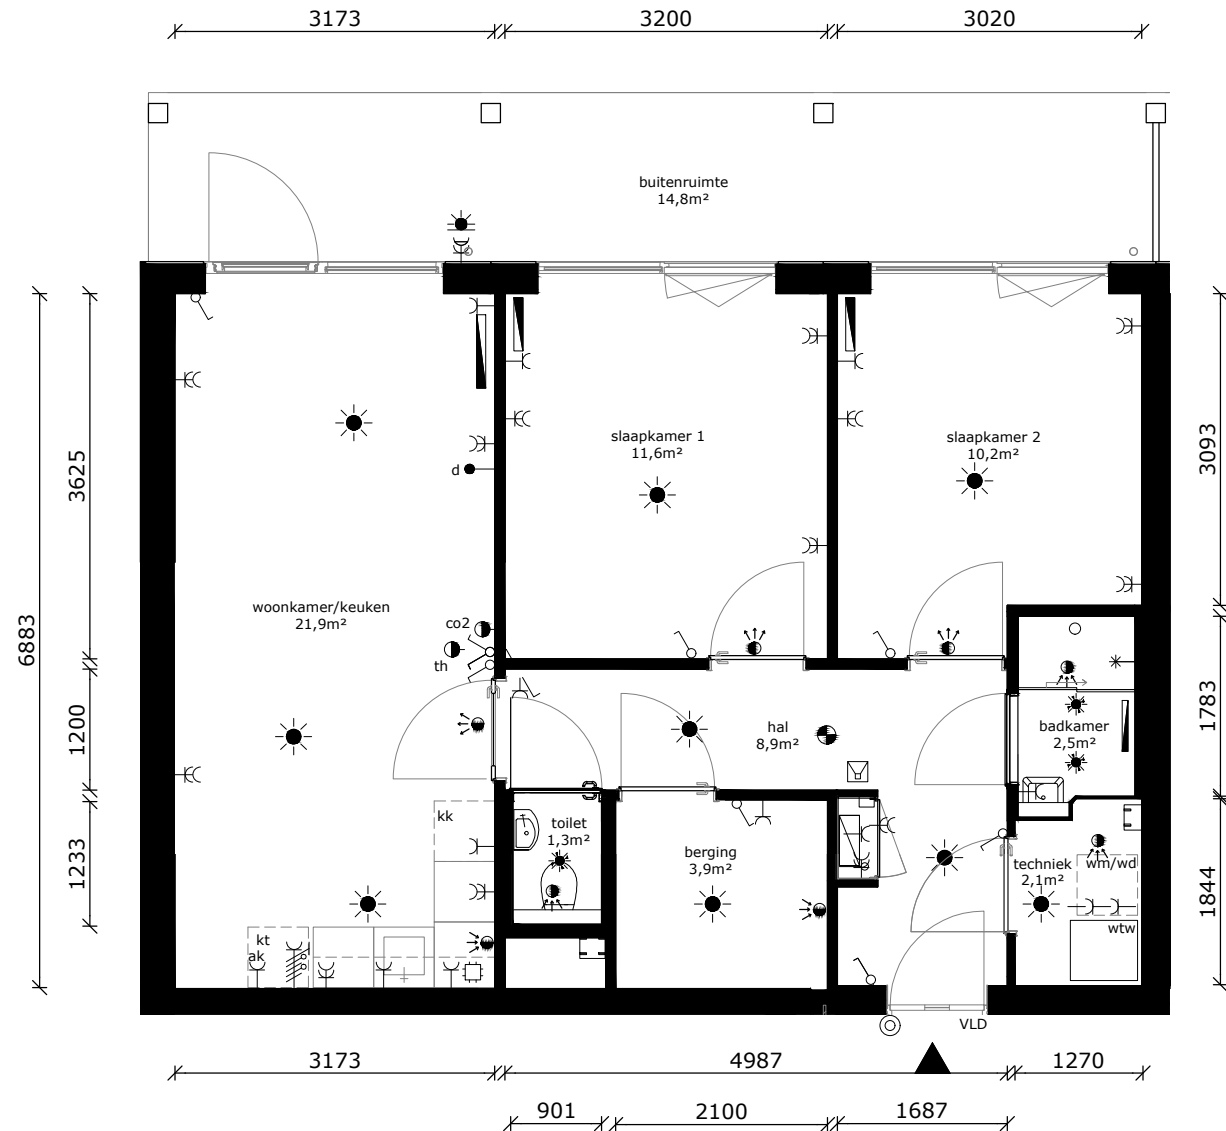 3173
3200
3020
buitenruimte
14,8m²
slaapkamer 1
11,6m²
slaapkamer 2
10,2m²
d
3625
3093
6883
woonkamer/keuken
21,9m²
co2
th
hal
8,9m²
badkamer
2,5m²
1200
1783
kk
toilet
1,3m²
berging
3,9m²
techniek
2,1m²
wm/wd
1233
1844
wtw
kt
ak
VLD
3173
4987
1270
901
2100
1687